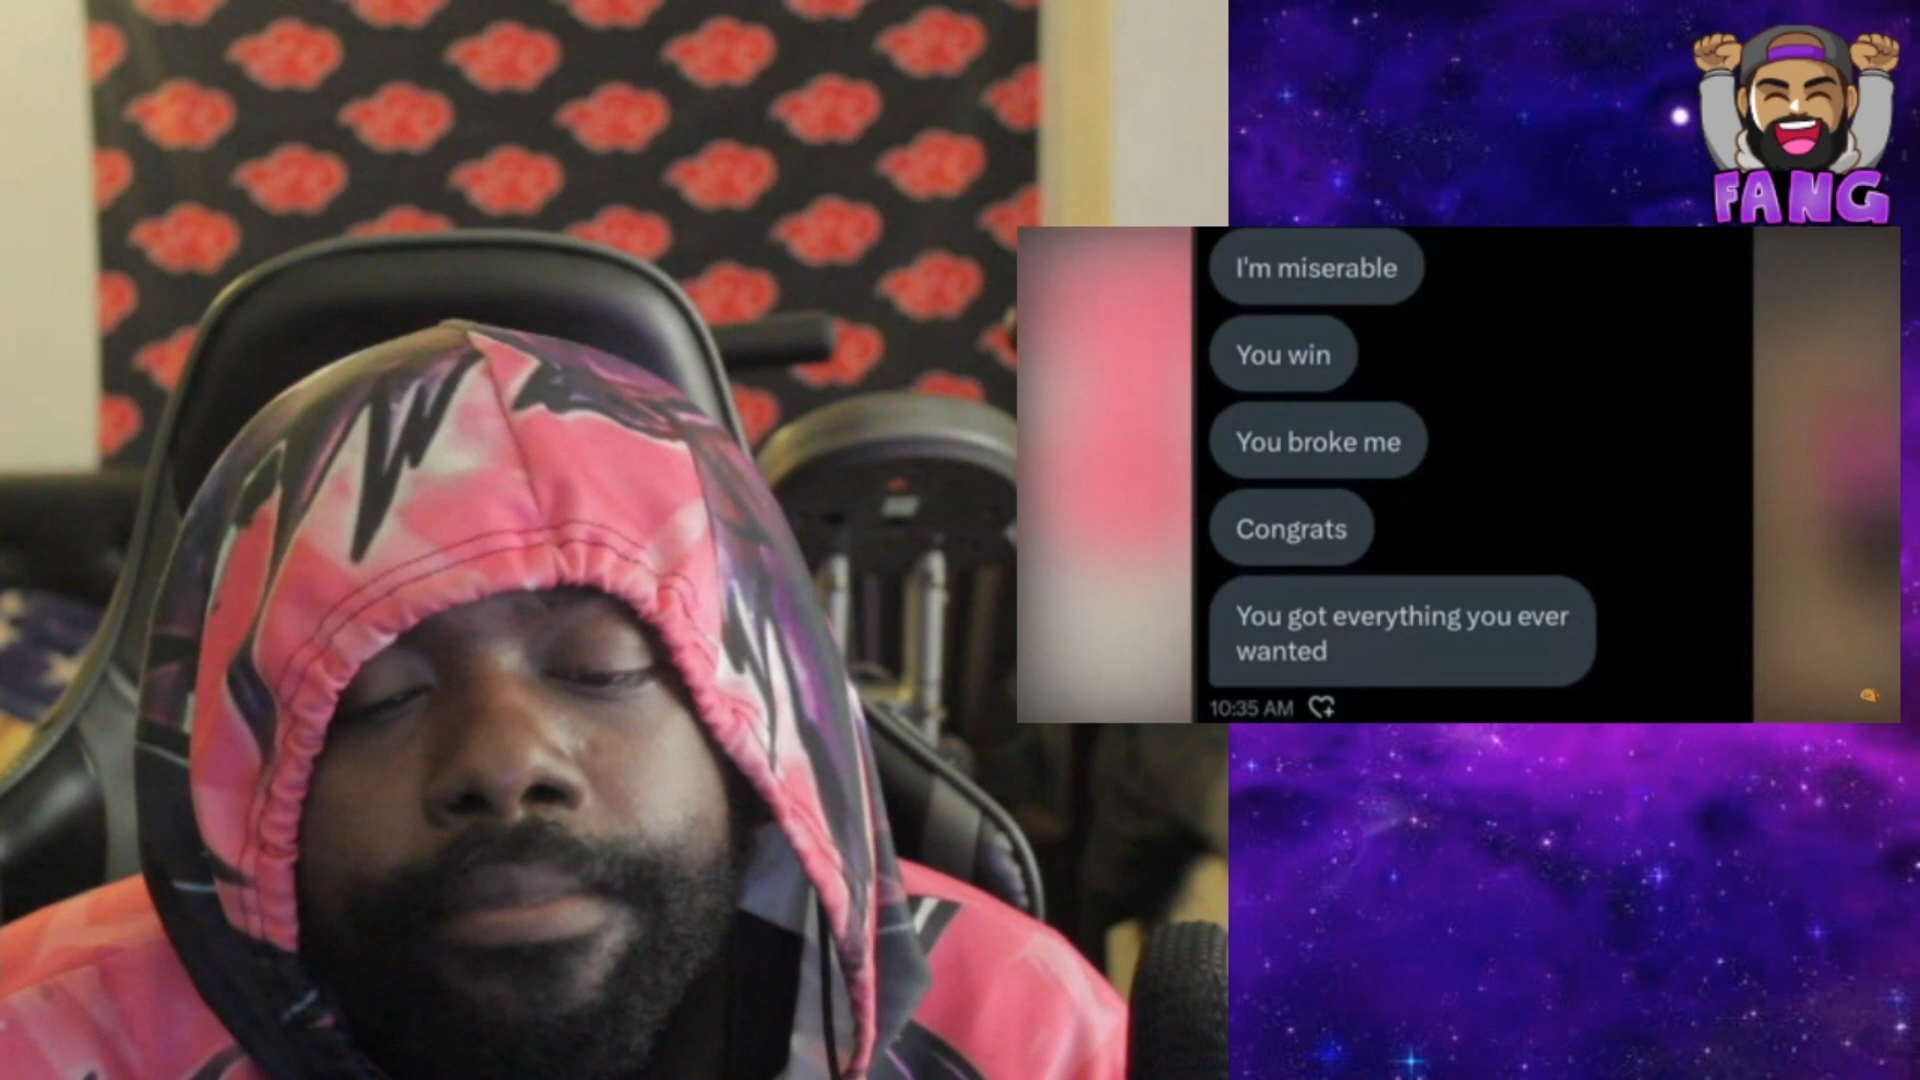 FANG
I'm miserable
You win
You broke me
Congrats
You got everything you ever
wanted
10:35 AM